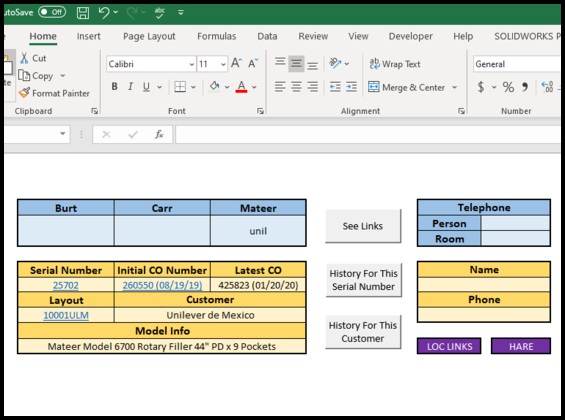 utoSave Off
Home Insert Page Layout Formulas Data Review View Developer Help SOLIDWORKS P
Cut Calibri 11 A A Wrap Text General
Copy
Format Painter B I U A Merge & Center $ % ,
Clipboard Font Alignment Number
fx
Burt Carr Mateer
unil
See Links
Telephone
Person
Room
Serial Number Initial CO Number Latest CO
25702 260550 (08/19/19) 425823 (01/20/20)
Layout Customer
10001ULM Unilever de Mexico
Model Info
Mateer Model 6700 Rotary Filler 44" PD x 9 Pockets
History For This
Serial Number
History For This
Customer
Name
Phone
LOC LINKS HARE